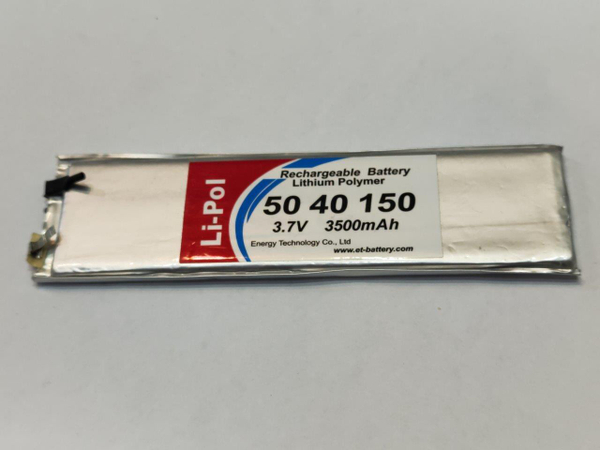 Li-Pol
Rechargeable Battery
Lithium Polymer
50 40 150
3.7V 3500mAh
Energy Technology Co., Ltd
www.et-battery.com